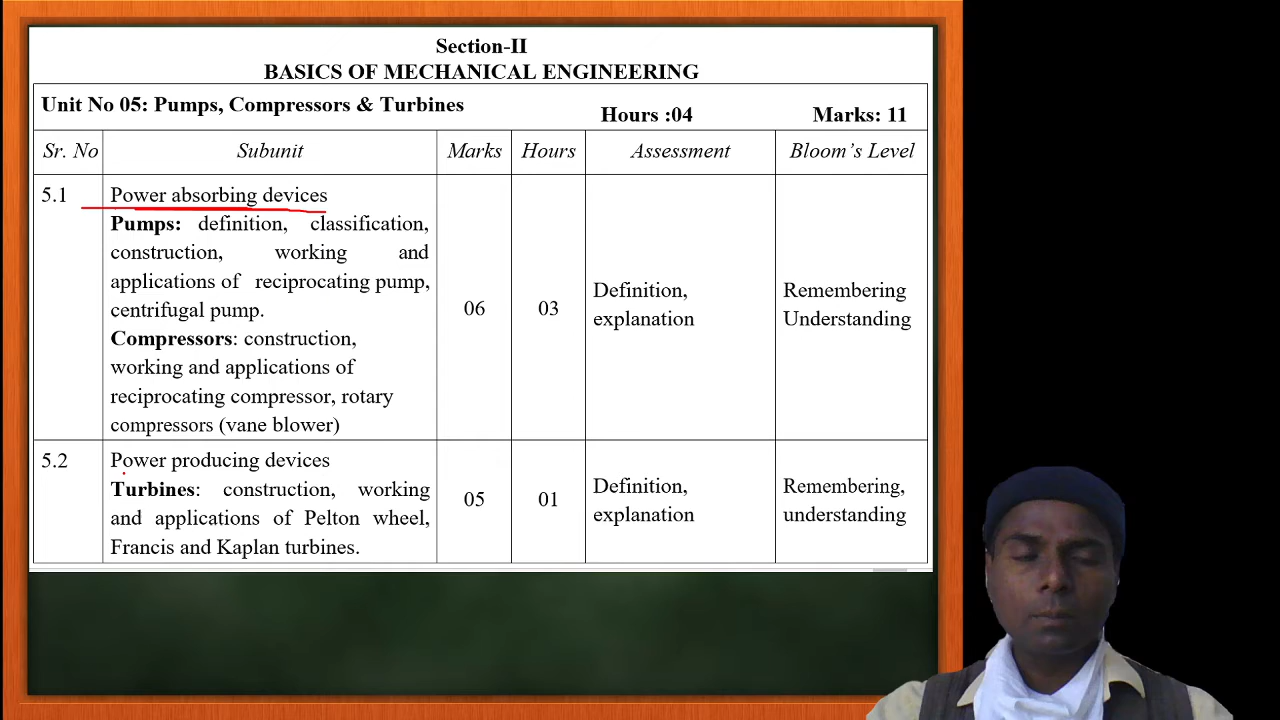 Section-II
BASICS OF MECHANICAL ENGINEERING
Unit No 05: Pumps, Compressors & Turbines Hours :04 Marks: 11
Sr. No Subunit Marks Hours Assessment Bloom's Level
5.1 Power absorbing devices
Pumps: definition, classification,
construction, working and
applications of reciprocating pump,
centrifugal pump.
Compressors: construction,
working and applications of
reciprocating compressor, rotary
compressors (vane blower)
06
03
Definition,
explanation
Remembering
Understanding
5.2 Power producing devices
Turbines: construction, working
and applications of Pelton wheel,
Francis and Kaplan turbines.
05
01
Definition,
explanation
Remembering,
understanding